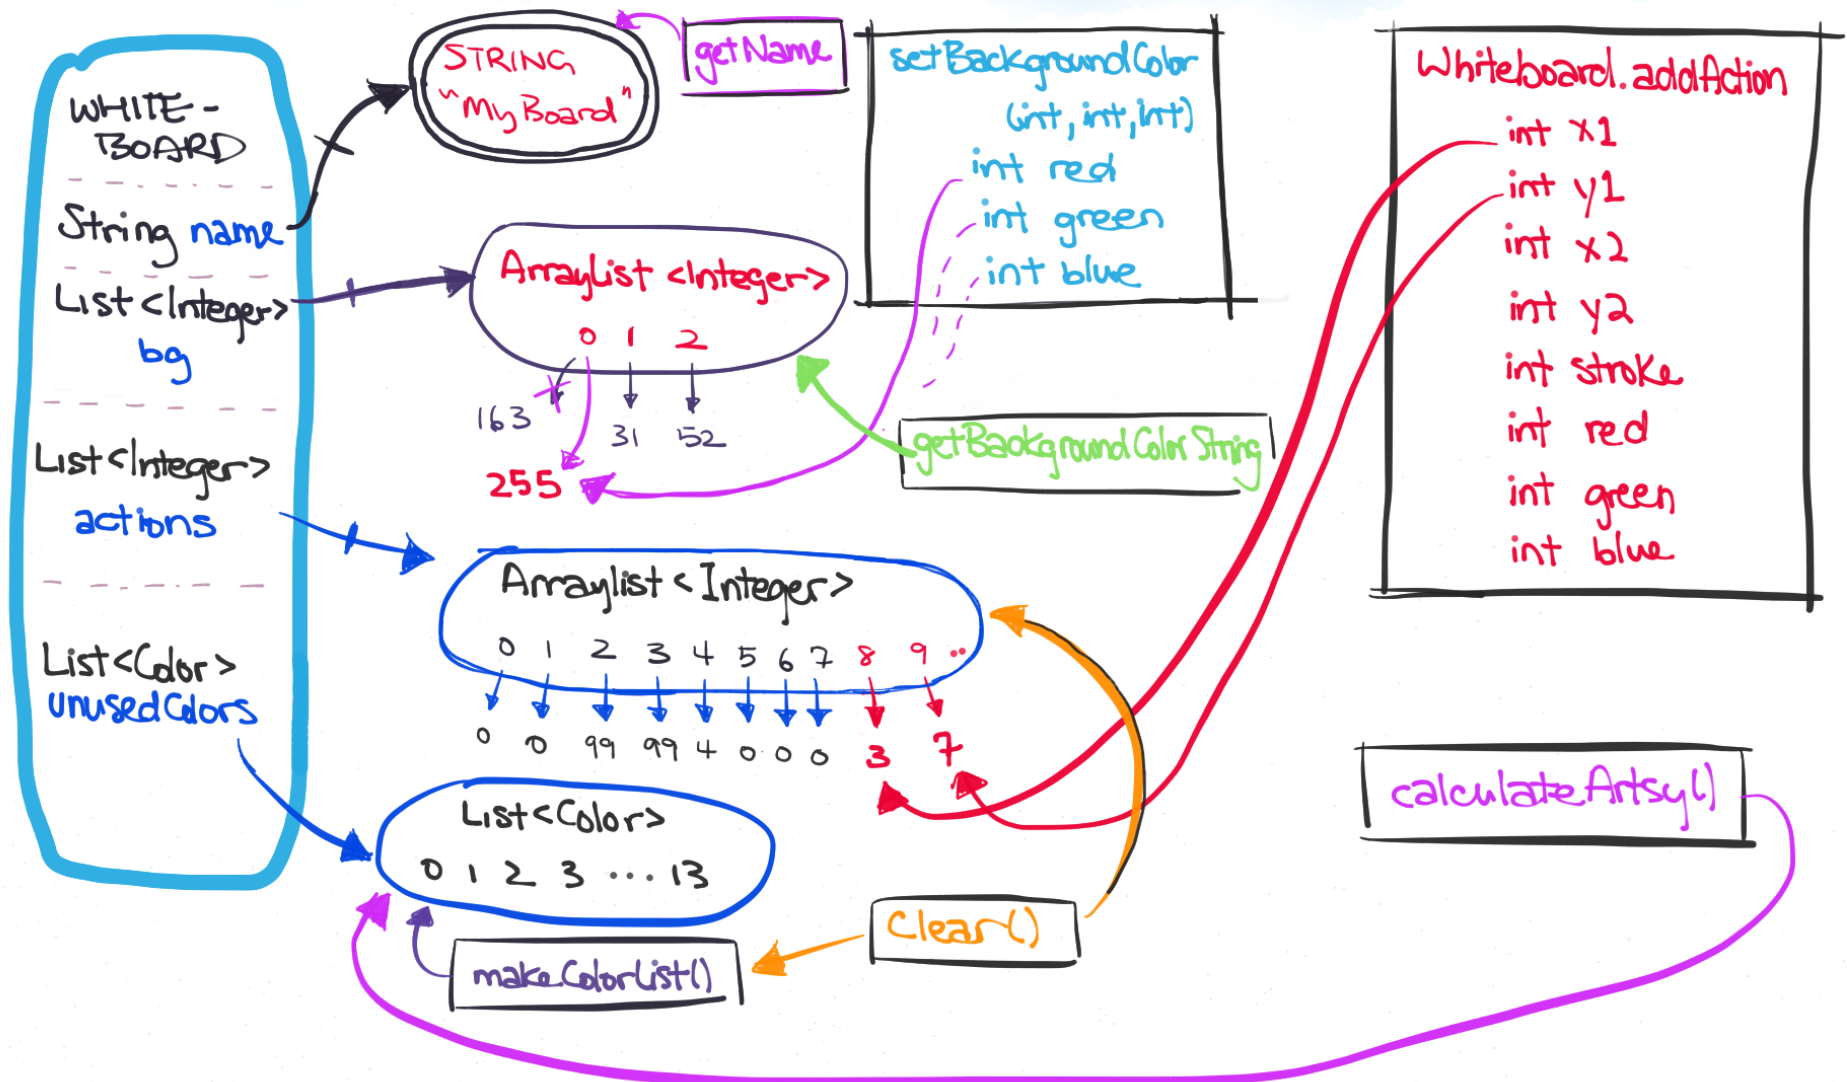 WHITE-
BOARD
String name
List<Integer>
bg
List<Integer>
actions
List<Color>
unusedColors
STRING
"My Board"
getName
ArrayList <Integer>
0 1 2
163 31 52
255
setBackgroundColor
(int, int, int)
int red
int green
int blue
getBackgroundColorString
Whiteboard.addAction
int x1
int y1
int x2
int y2
int stroke
int red
int green
int blue
Arraylist <Integer>
0 1 2 3 4 5 6 7 8 9 ..
0 0 99 99 4 0 0 0 3 7
List<Color>
0 1 2 3 ... 13
makeColorList()
Clear()
calculateArtsy()